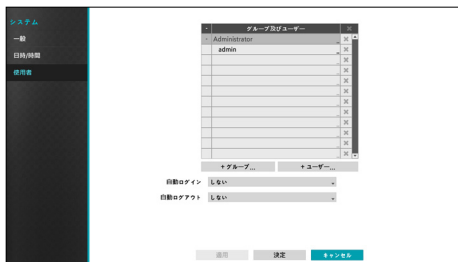 システム
一般
日時/時間
使用者
- グループ及びユーザー
- Administrator
admin
+ グループ...
+ ユーザー...
自動ログイン しない
自動ログアウト しない
適用 決定 キャンセル